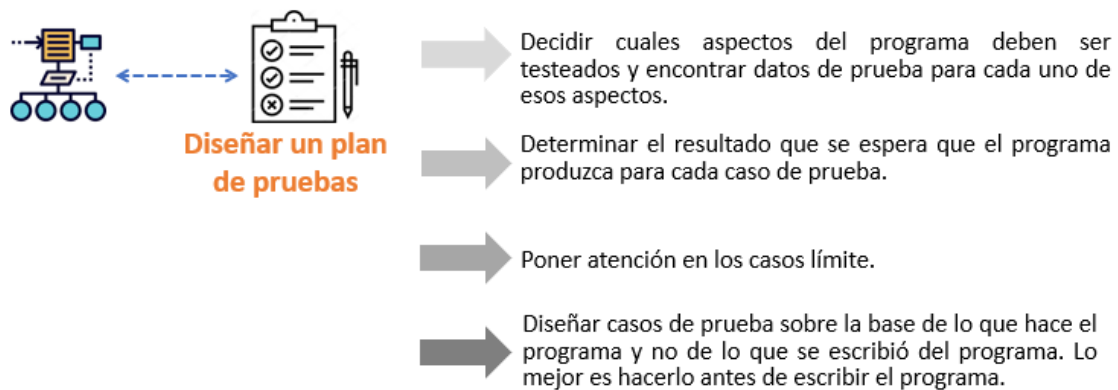 Diseñar un plan
de pruebas
Decidir cuales aspectos del programa deben ser
testeados y encontrar datos de prueba para cada uno de
esos aspectos.
Determinar el resultado que se espera que el programa
produzca para cada caso de prueba.
Poner atención en los casos límite.
Diseñar casos de prueba sobre la base de lo que hace el
programa y no de lo que se escribió del programa. Lo
mejor es hacerlo antes de escribir el programa.